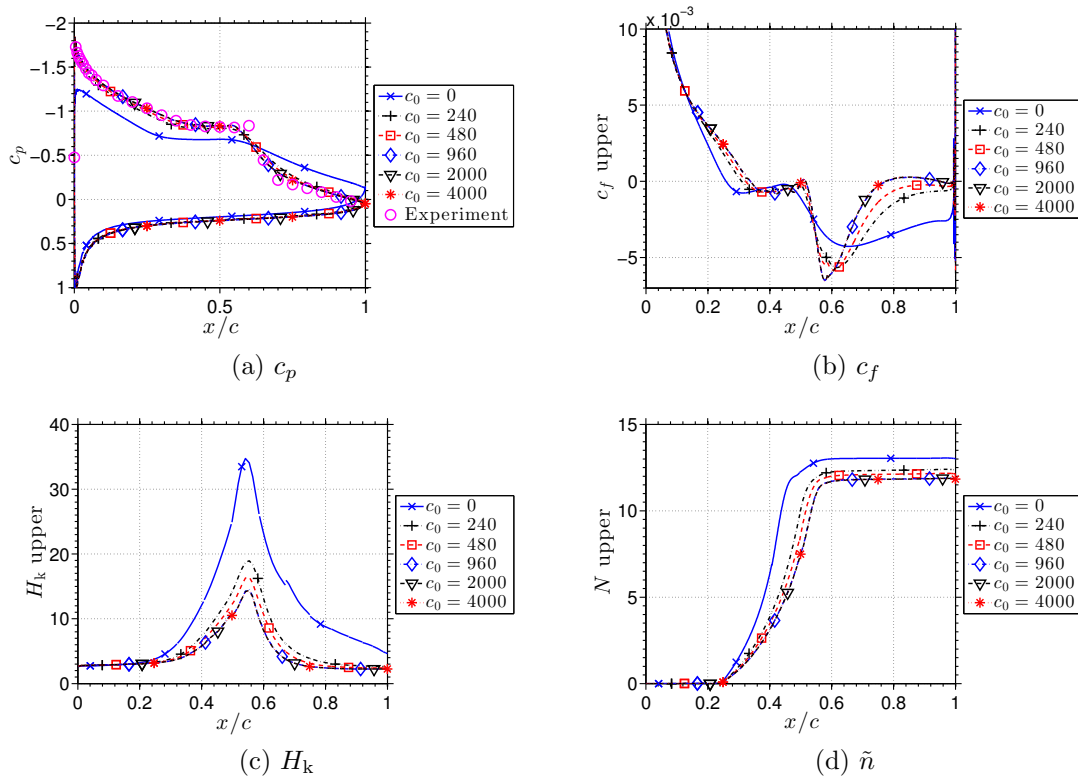 −2
−1.5
−1
−0.5
0
0.5
1
0 0.5 1
c_p
x/c
c_0 = 0
c_0 = 240
c_0 = 480
c_0 = 960
c_0 = 2000
c_0 = 4000
Experiment
(a) c_p
x 10^−3
10
5
0
−5
0 0.2 0.4 0.6 0.8 1
c_f upper
x/c
c_0 = 0
c_0 = 240
c_0 = 480
c_0 = 960
c_0 = 2000
c_0 = 4000
(b) c_f
40
30
20
10
0
0 0.2 0.4 0.6 0.8 1
H_k upper
x/c
c_0 = 0
c_0 = 240
c_0 = 480
c_0 = 960
c_0 = 2000
c_0 = 4000
(c) H_k
15
10
5
0
0 0.2 0.4 0.6 0.8 1
N upper
x/c
c_0 = 0
c_0 = 240
c_0 = 480
c_0 = 960
c_0 = 2000
c_0 = 4000
(d) ñ